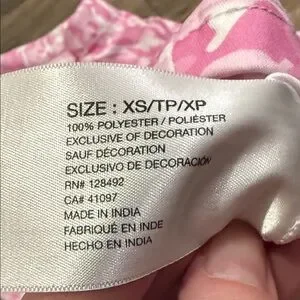 SIZE : XS/TP/XP
100% POLYESTER / POLIÉSTER
EXCLUSIVE OF DECORATION
SAUF DÉCORATION
EXCLUSIVO DE DECORACIÓN
RN# 128492
CA# 41097
MADE IN INDIA
FABRIQUÉ EN INDE
HECHO EN INDIA